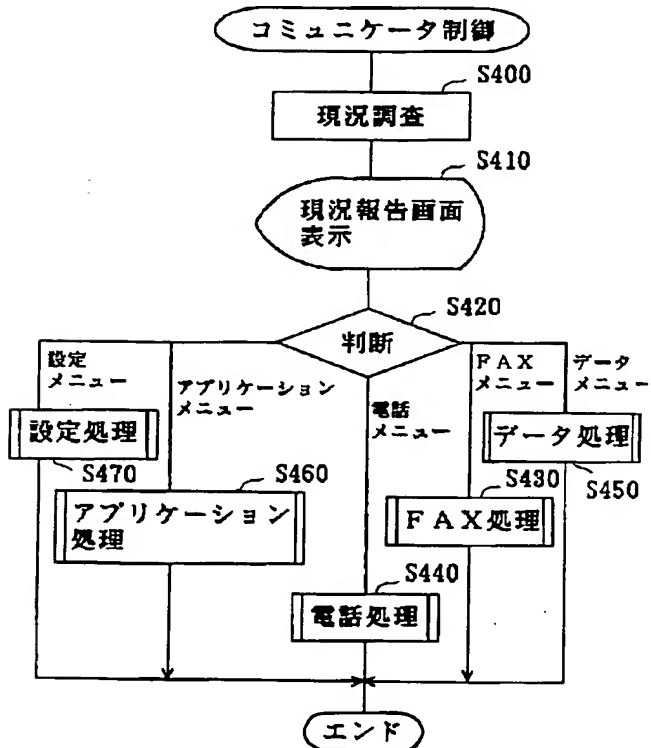 コミュニケータ制御
S400
現況調査
S410
現況報告画面
表示
S420
判断
設定
メニュー
アプリケーション
メニュー
電話
メニュー
FAX
メニュー
データ
メニュー
設定処理
S470
データ処理
S450
S460
アプリケーション
処理
S430
FAX処理
S440
電話処理
エンド